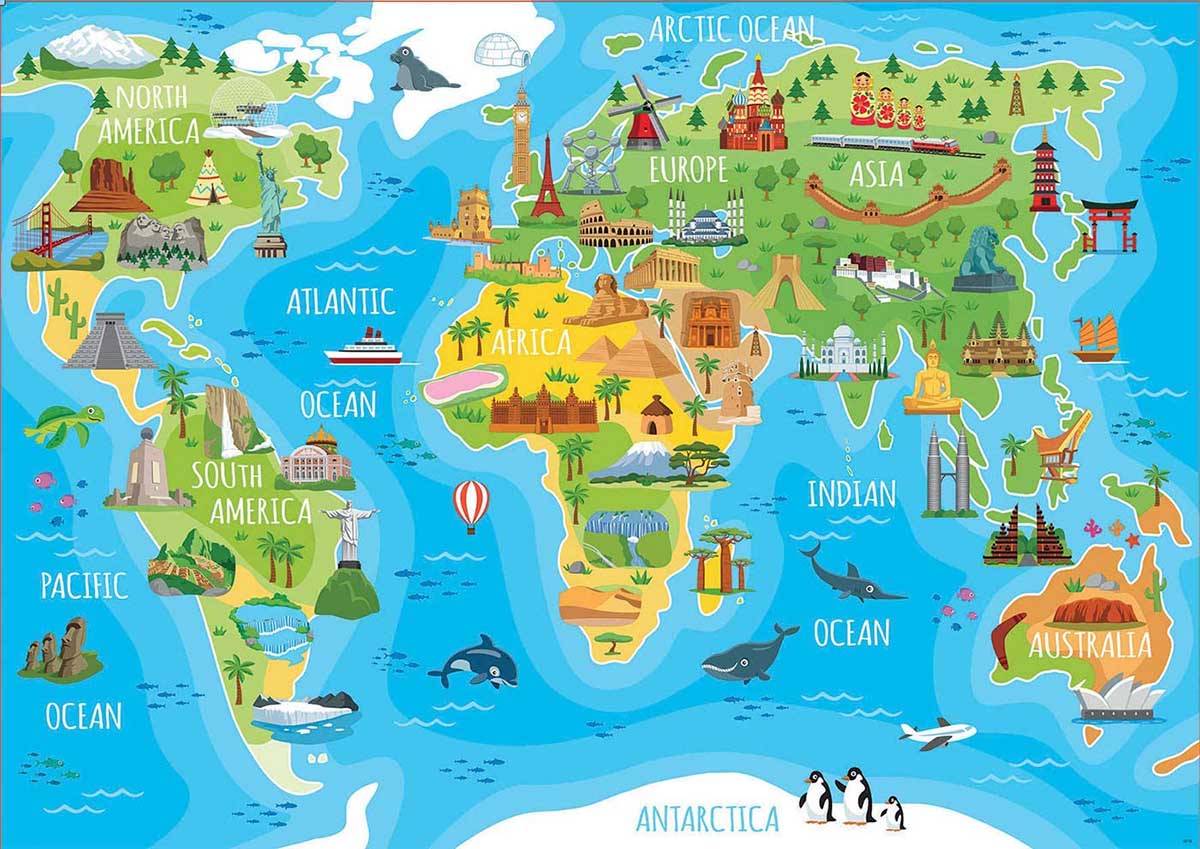 ARCTIC OCEAN
NORTH
AMERICA
EUROPE
ASIA
ATLANTIC
OCEAN
AFRICA
SOUTH
AMERICA
INDIAN
OCEAN
PACIFIC
OCEAN
AUSTRALIA
ANTARCTICA